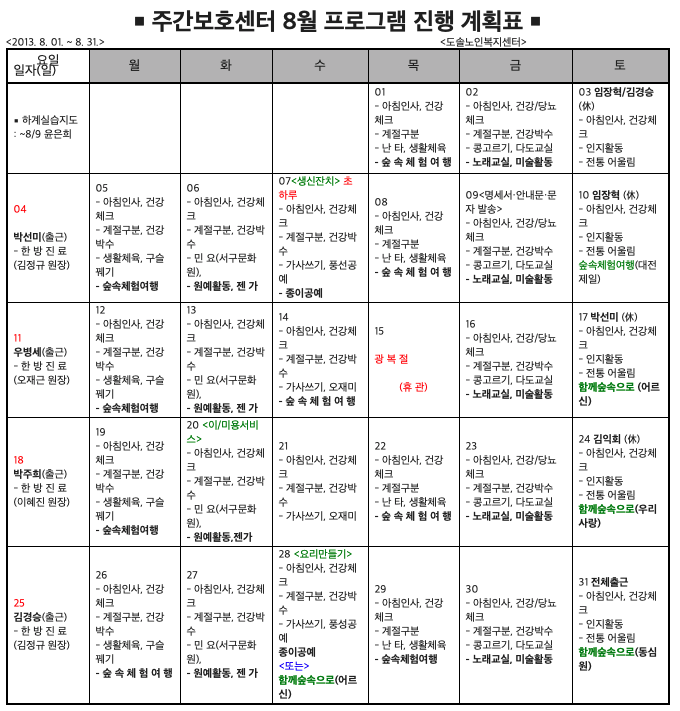 ▪ 주간보호센터 8월 프로그램 진행 계획표 ▪
<2013. 8. 01. ~ 8. 31.>
<도솔노인복지센터>
요일
일자(일)
월
화
수
목
금
토
▪ 하계실습지도
: ~8/9 윤은희
01
- 아침인사, 건강
체크
- 계절구분
- 난 타, 생활체육
- 숲 속 체 험 여 행
02
- 아침인사, 건강/당뇨
체크
- 계절구분, 건강박수
- 콩고르기, 다도교실
- 노래교실, 미술활동
03 임장혁/김경승
(休)
- 아침인사, 건강체
크
- 인지활동
- 전통 어울림
04
박선미(출근)
- 한 방 진 료
(김정규 원장)
05
- 아침인사, 건강
체크
- 계절구분, 건강
박수
- 생활체육, 구슬
꿰기
- 숲속체험여행
06
- 아침인사, 건강체
크
- 계절구분, 건강박
수
- 민 요(서구문화
원),
- 원예활동, 젠 가
07<생신잔치> 초
하루
- 아침인사, 건강체
크
- 계절구분, 건강박
수
- 가사쓰기, 풍선공
예
- 종이공예
08
- 아침인사, 건강
체크
- 계절구분
- 난 타, 생활체육
- 숲 속 체 험 여 행
09<명세서·안내문·문
자 발송>
- 아침인사, 건강/당뇨
체크
- 계절구분, 건강박수
- 콩고르기, 다도교실
- 노래교실, 미술활동
10 임장혁 (休)
- 아침인사, 건강체
크
- 인지활동
- 전통 어울림
숲속체험여행(대전
제일)
11
우병세(출근)
- 한 방 진 료
(오재근 원장)
12
- 아침인사, 건강
체크
- 계절구분, 건강
박수
- 생활체육, 구슬
꿰기
- 숲속체험여행
13
- 아침인사, 건강체
크
- 계절구분, 건강박
수
- 민 요(서구문화
원),
- 원예활동, 젠 가
14
- 아침인사, 건강체
크
- 계절구분, 건강박
수
- 가사쓰기, 오재미
- 숲 속 체 험 여 행
15
광 복 절
(휴 관)
16
- 아침인사, 건강/당뇨
체크
- 계절구분, 건강박수
- 콩고르기, 다도교실
- 노래교실, 미술활동
17 박선미 (休)
- 아침인사, 건강체
크
- 인지활동
- 전통 어울림
함께숲속으로 (어르
신)
18
박주희(출근)
- 한 방 진 료
(이혜진 원장)
19
- 아침인사, 건강
체크
- 계절구분, 건강
박수
- 생활체육, 구슬
꿰기
- 숲속체험여행
20 <이/미용서비
스>
- 아침인사, 건강체
크
- 계절구분, 건강박
수
- 민 요(서구문화
원),
- 원예활동,젠가
21
- 아침인사, 건강체
크
- 계절구분, 건강박
수
- 가사쓰기, 오재미
22
- 아침인사, 건강
체크
- 계절구분
- 난 타, 생활체육
- 숲 속 체 험 여 행
23
- 아침인사, 건강/당뇨
체크
- 계절구분, 건강박수
- 콩고르기, 다도교실
- 노래교실, 미술활동
24 김익회 (休)
- 아침인사, 건강체
크
- 인지활동
- 전통 어울림
함께숲속으로(우리
사랑)
25
김경승(출근)
- 한 방 진 료
(김정규 원장)
26
- 아침인사, 건강
체크
- 계절구분, 건강
박수
- 생활체육, 구슬
꿰기
- 숲 속 체 험 여 행
27
- 아침인사, 건강체
크
- 계절구분, 건강박
수
- 민 요(서구문화
원),
- 원예활동, 젠 가
28 <요리만들기>
- 아침인사, 건강체
크
- 계절구분, 건강박
수
- 가사쓰기, 풍성공
예
종이공예
<또는>
함께숲속으로(어르
신)
29
- 아침인사, 건강
체크
- 계절구분
- 난 타, 생활체육
- 숲속체험여행
30
- 아침인사, 건강/당뇨
체크
- 계절구분, 건강박수
- 콩고르기, 다도교실
- 노래교실, 미술활동
31 전체출근
- 아침인사, 건강체
크
- 인지활동
- 전통 어울림
함께숲속으로(동심
원)